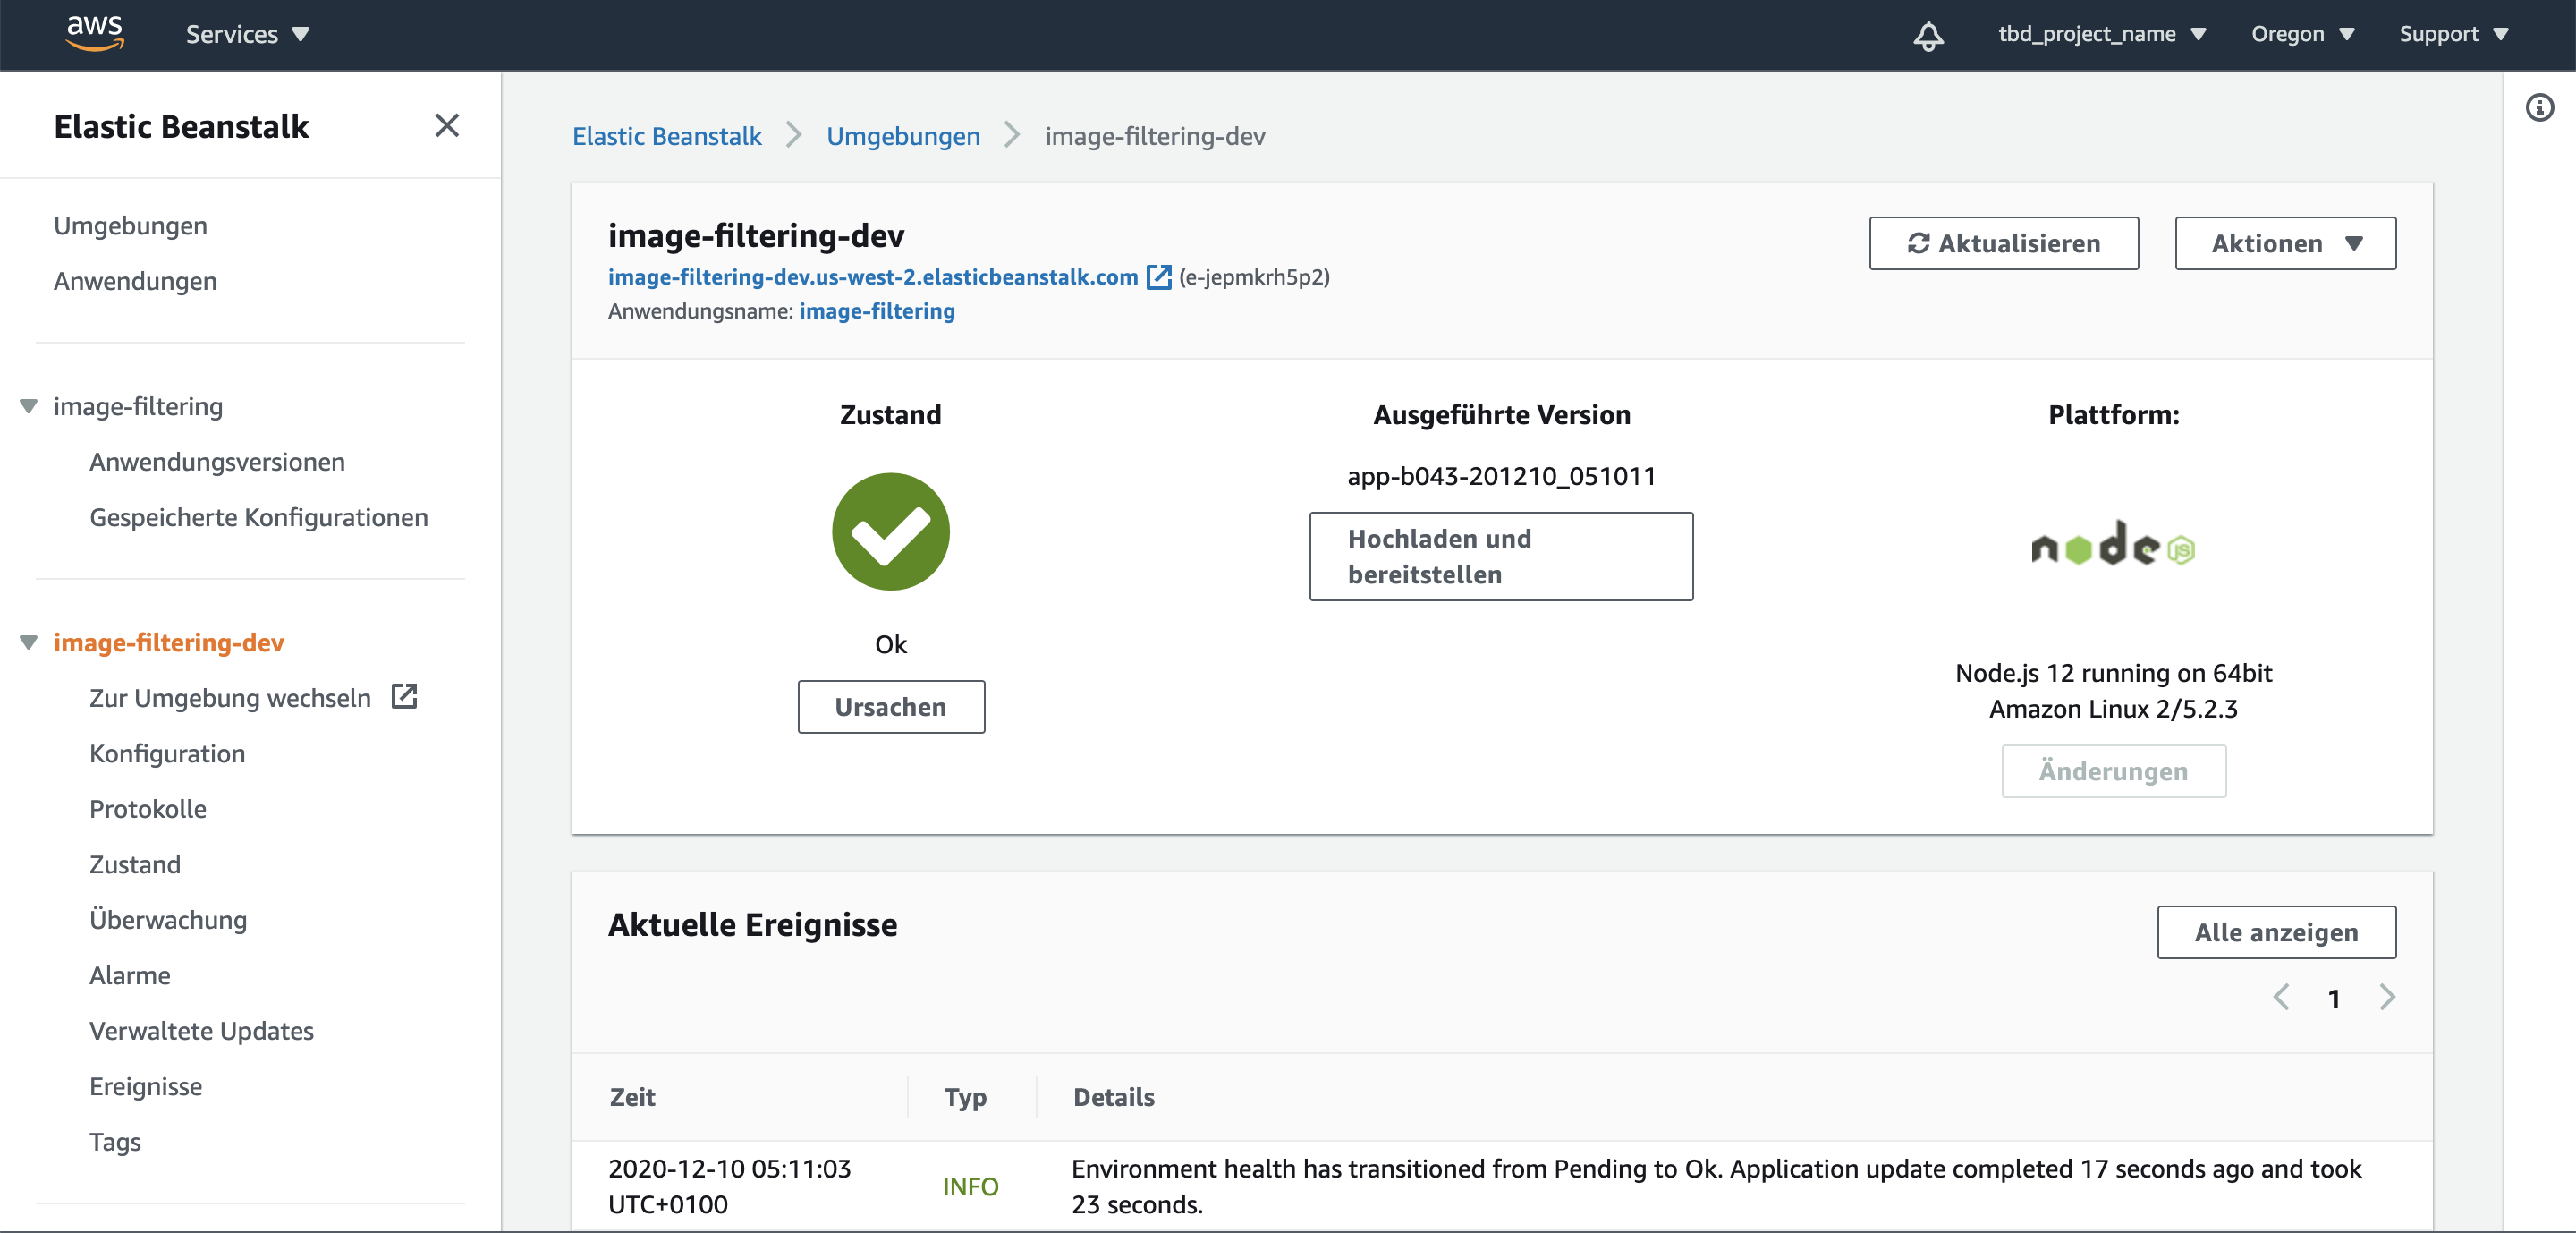 aws
Services
tbd_project_name
Oregon
Support
Elastic Beanstalk
Umgebungen
Anwendungen
image-filtering
Anwendungsversionen
Gespeicherte Konfigurationen
image-filtering-dev
Zur Umgebung wechseln
Konfiguration
Protokolle
Zustand
Überwachung
Alarme
Verwaltete Updates
Ereignisse
Tags
Elastic Beanstalk Umgebungen image-filtering-dev
image-filtering-dev
image-filtering-dev.us-west-2.elasticbeanstalk.com (e-jepmkrh5p2)
Anwendungsname: image-filtering
Aktualisieren
Aktionen
Zustand
Ok
Ursachen
Ausgeführte Version
app-b043-201210_051011
Hochladen und
bereitstellen
Plattform:
node JS
Node.js 12 running on 64bit
Amazon Linux 2/5.2.3
Änderungen
Aktuelle Ereignisse
Alle anzeigen
1
Zeit Typ Details
2020-12-10 05:11:03
UTC+0100
INFO
Environment health has transitioned from Pending to Ok. Application update completed 17 seconds ago and took
23 seconds.